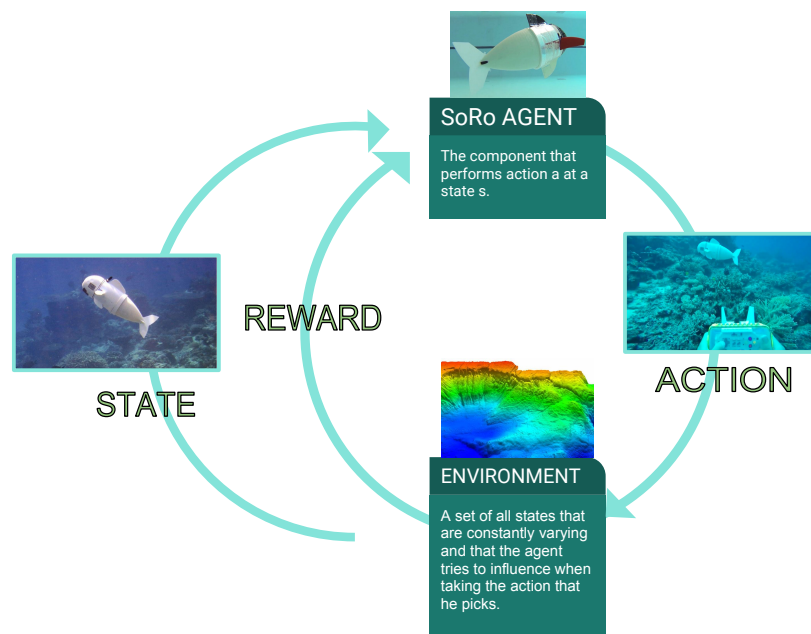 SoRo AGENT
The component that
performs action a at a
state s.
REWARD
STATE
ACTION
ENVIRONMENT
A set of all states that
are constantly varying
and that the agent
tries to influence when
taking the action that
he picks.